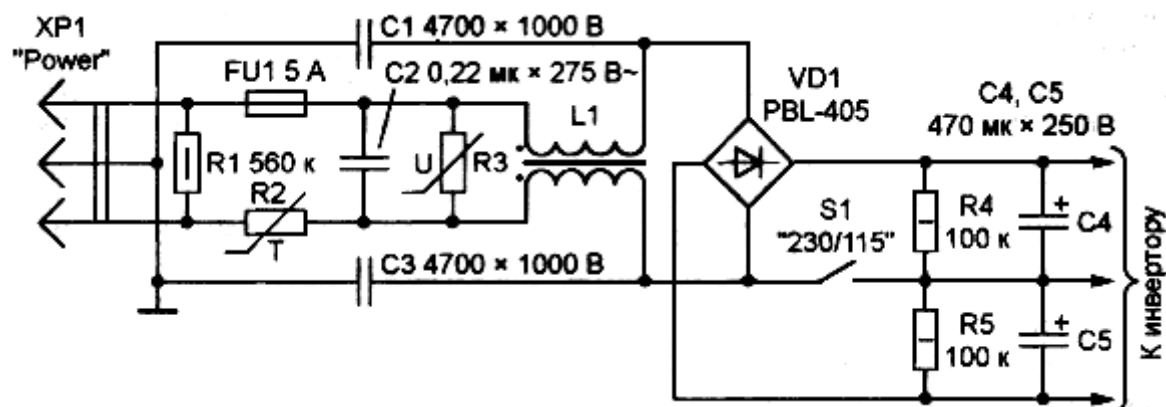 XP1
"Power"
C1 4700 × 1000 В
FU1 5 А
C2 0,22 мк × 275 В~
L1
VD1
PBL-405
C4, C5
470 мк × 250 В
R1 560 к
R2
T
U
R3
S1
"230/115"
R4
100 к
C4
+
C3 4700 × 1000 В
R5
100 к
C5
+
К инвертору